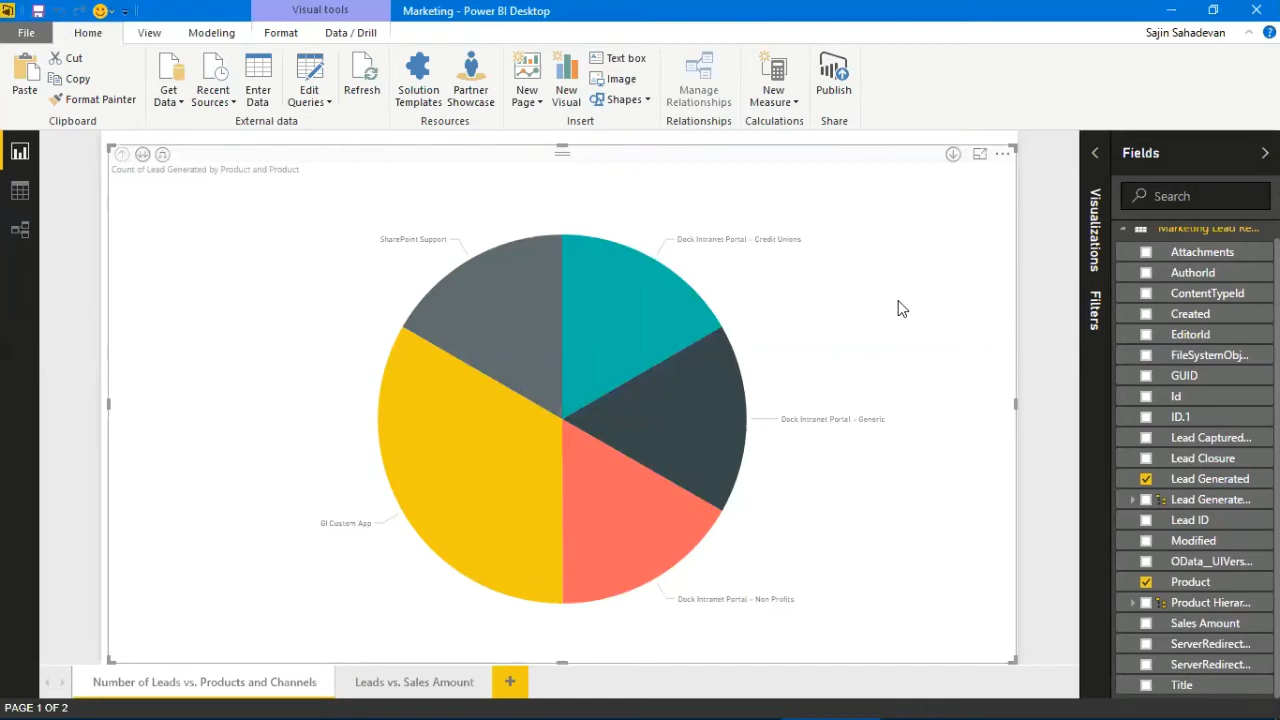 Visual tools
Marketing - Power BI Desktop
File
Home
View
Modeling
Format
Data / Drill
Sajin Sahadevan
Paste
Cut
Copy
Format Painter
Clipboard
Get Data
Recent Sources
Enter Data
Edit Queries
Refresh
External data
Solution Templates
Partner Showcase
Resources
New Page
New Visual
Text box
Image
Shapes
Insert
Manage Relationships
Relationships
New Measure
Calculations
Publish
Share
Count of Lead Generated by Product and Product
SharePoint Support
Dock Intranet Portal - Credit Unions
Dock Intranet Portal - Generic
GI Custom App
Dock Intranet Portal - Non Profits
Visualizations
Filters
Fields
Search
Marketing Lead Re...
Attachments
AuthorId
ContentTypeId
Created
EditorId
FileSystemObj...
GUID
Id
ID.1
Lead Captured...
Lead Closure
Lead Generated
Lead Generate...
Lead ID
Modified
OData__UIVers...
Product
Product Hierar...
Sales Amount
ServerRedirect...
ServerRedirect...
Title
Number of Leads vs. Products and Channels
Leads vs. Sales Amount
PAGE 1 OF 2